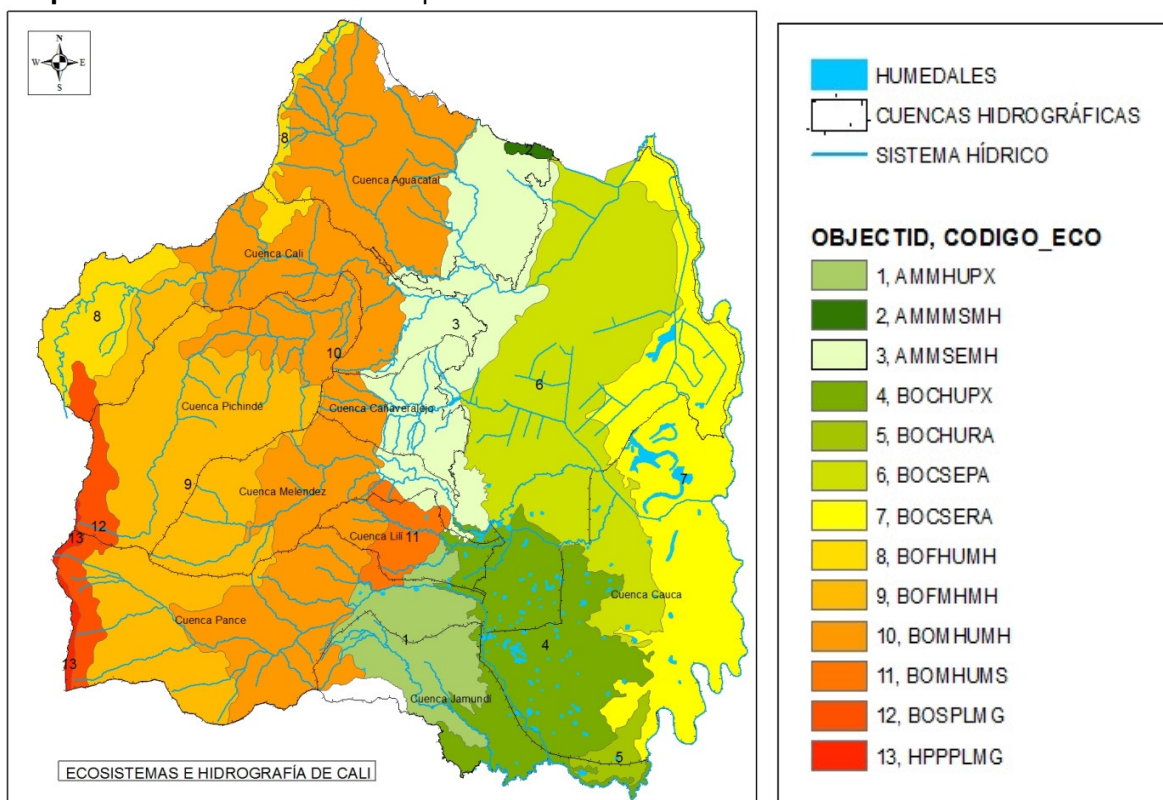 N
W E
S
8
2
Cuenca Aguacatal
Cuenca Cali
8
3
10
6
Cuenca Pichindé
Cuenca Cañaveralejo
7
9
Cuenca Meléndez
12
13
Cuenca Lili
11
Cuenca Cauca
Cuenca Pance
1
4
13
Cuenca Jamundí
5
ECOSISTEMAS E HIDROGRAFÍA DE CALI
HUMEDALES
CUENCAS HIDROGRÁFICAS
SISTEMA HÍDRICO
OBJECTID, CODIGO_ECO
1, AMMHUPX
2, AMMMSMH
3, AMMSEMH
4, BOCHUPX
5, BOCHURA
6, BOCSEPA
7, BOCSERA
8, BOFHUMH
9, BOFMHMH
10, BOMHUMH
11, BOMHUMS
12, BOSPLMG
13, HPPPLMG